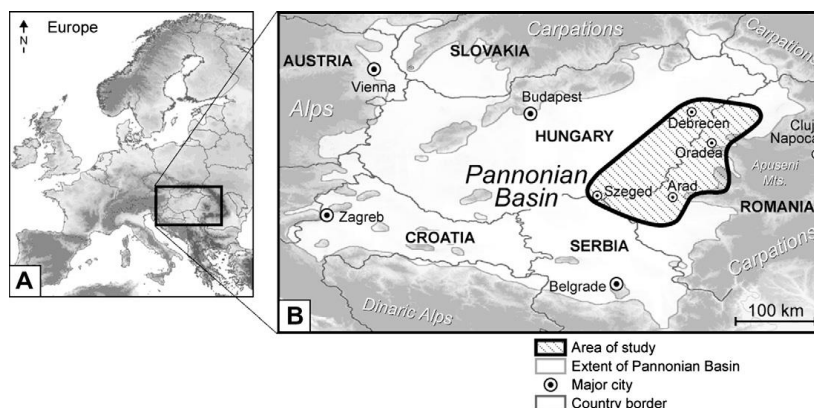 N
Europe
A
Carpations
Carpations
SLOVAKIA
AUSTRIA
Vienna
Alps
Budapest
HUNGARY
Debrecen
Cluj
Napoca
Oradea
Apuseni
Mts.
Pannonian
Basin
Szeged
Arad
ROMANIA
Zagreb
CROATIA
SERBIA
Carpations
Belgrade
Dinaric Alps
B
100 km
Area of study
Extent of Pannonian Basin
Major city
Country border